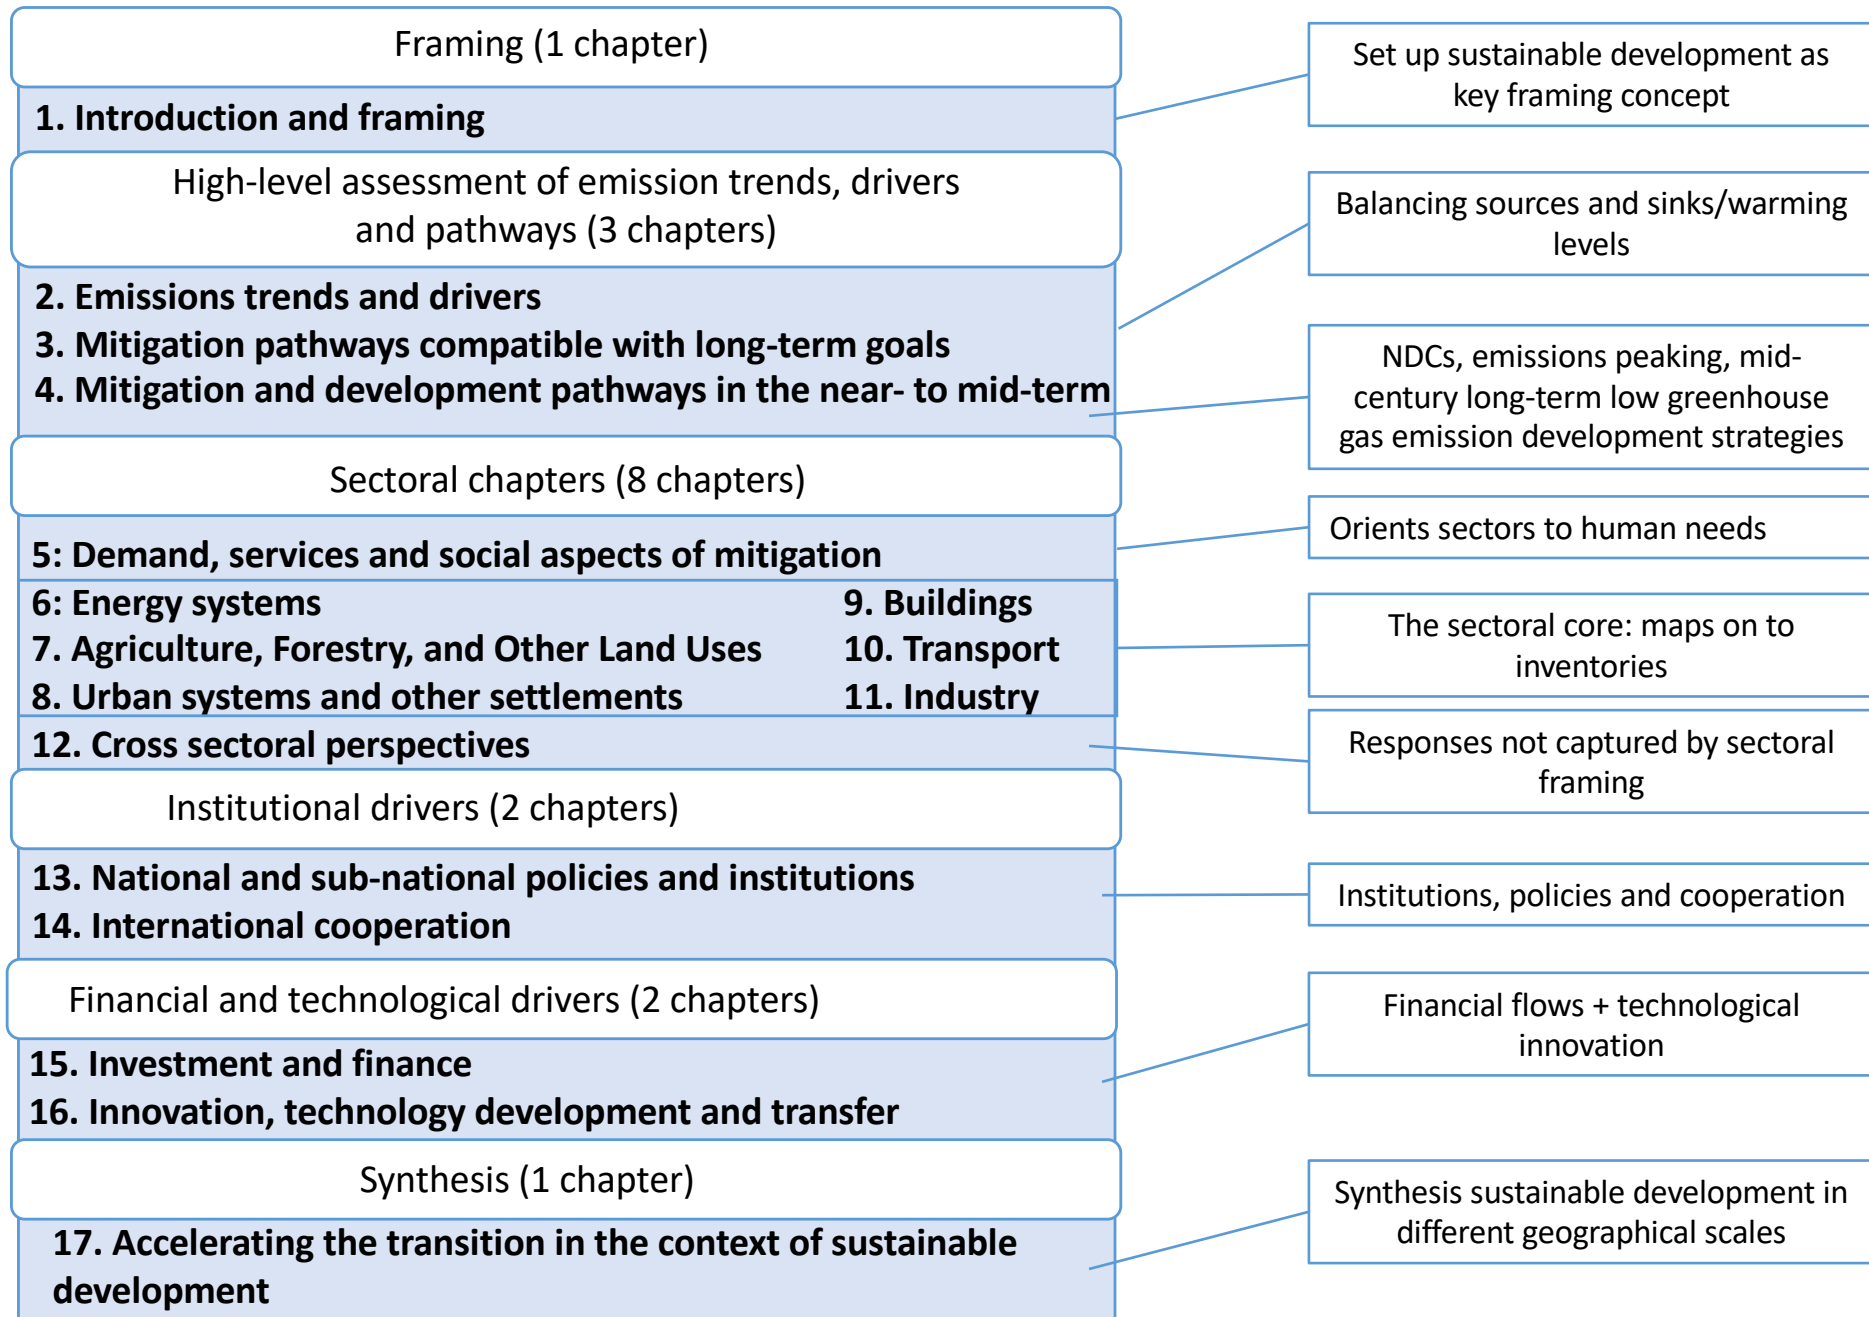 Framing (1 chapter)
1. Introduction and framing
Set up sustainable development as
key framing concept
High-level assessment of emission trends, drivers
and pathways (3 chapters)
Balancing sources and sinks/warming
levels
2. Emissions trends and drivers
3. Mitigation pathways compatible with long-term goals
4. Mitigation and development pathways in the near- to mid-term
NDCs, emissions peaking, mid-
century long-term low greenhouse
gas emission development strategies
Sectoral chapters (8 chapters)
5: Demand, services and social aspects of mitigation
Orients sectors to human needs
6: Energy systems
7. Agriculture, Forestry, and Other Land Uses
8. Urban systems and other settlements
9. Buildings
10. Transport
11. Industry
The sectoral core: maps on to
inventories
12. Cross sectoral perspectives
Responses not captured by sectoral
framing
Institutional drivers (2 chapters)
13. National and sub-national policies and institutions
14. International cooperation
Institutions, policies and cooperation
Financial and technological drivers (2 chapters)
15. Investment and finance
16. Innovation, technology development and transfer
Financial flows + technological
innovation
Synthesis (1 chapter)
17. Accelerating the transition in the context of sustainable
development
Synthesis sustainable development in
different geographical scales